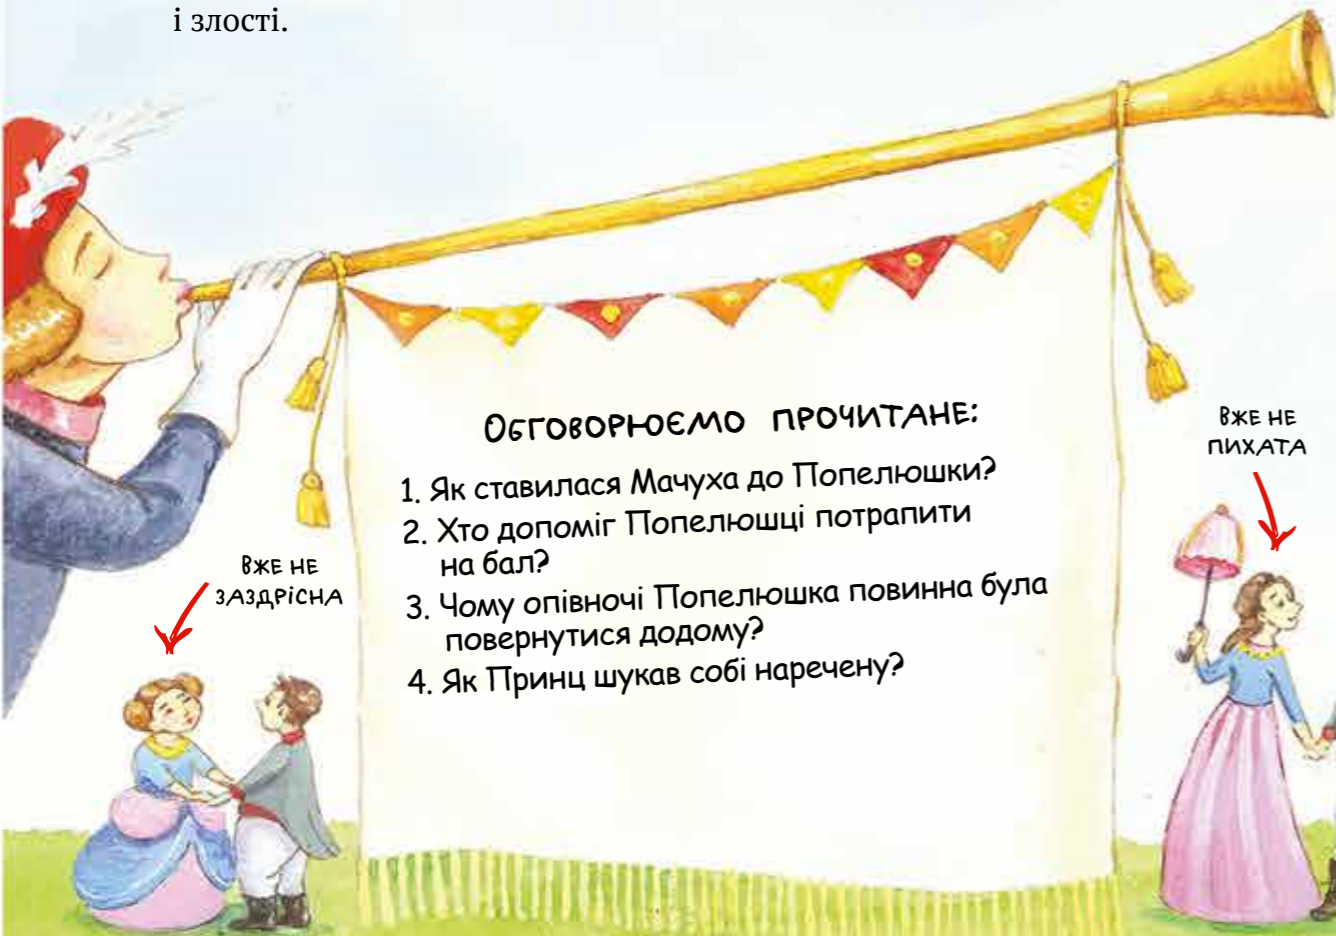 і злості.
Обговорюємо прочитане:
1. Як ставилася Мачуха до Попелюшки?
2. Хто допоміг Попелюшці потрапити
на бал?
3. Чому опівночі Попелюшка повинна була
повернутися додому?
4. Як Принц шукав собі наречену?
Вже не
заздрісна
Вже не
пихата